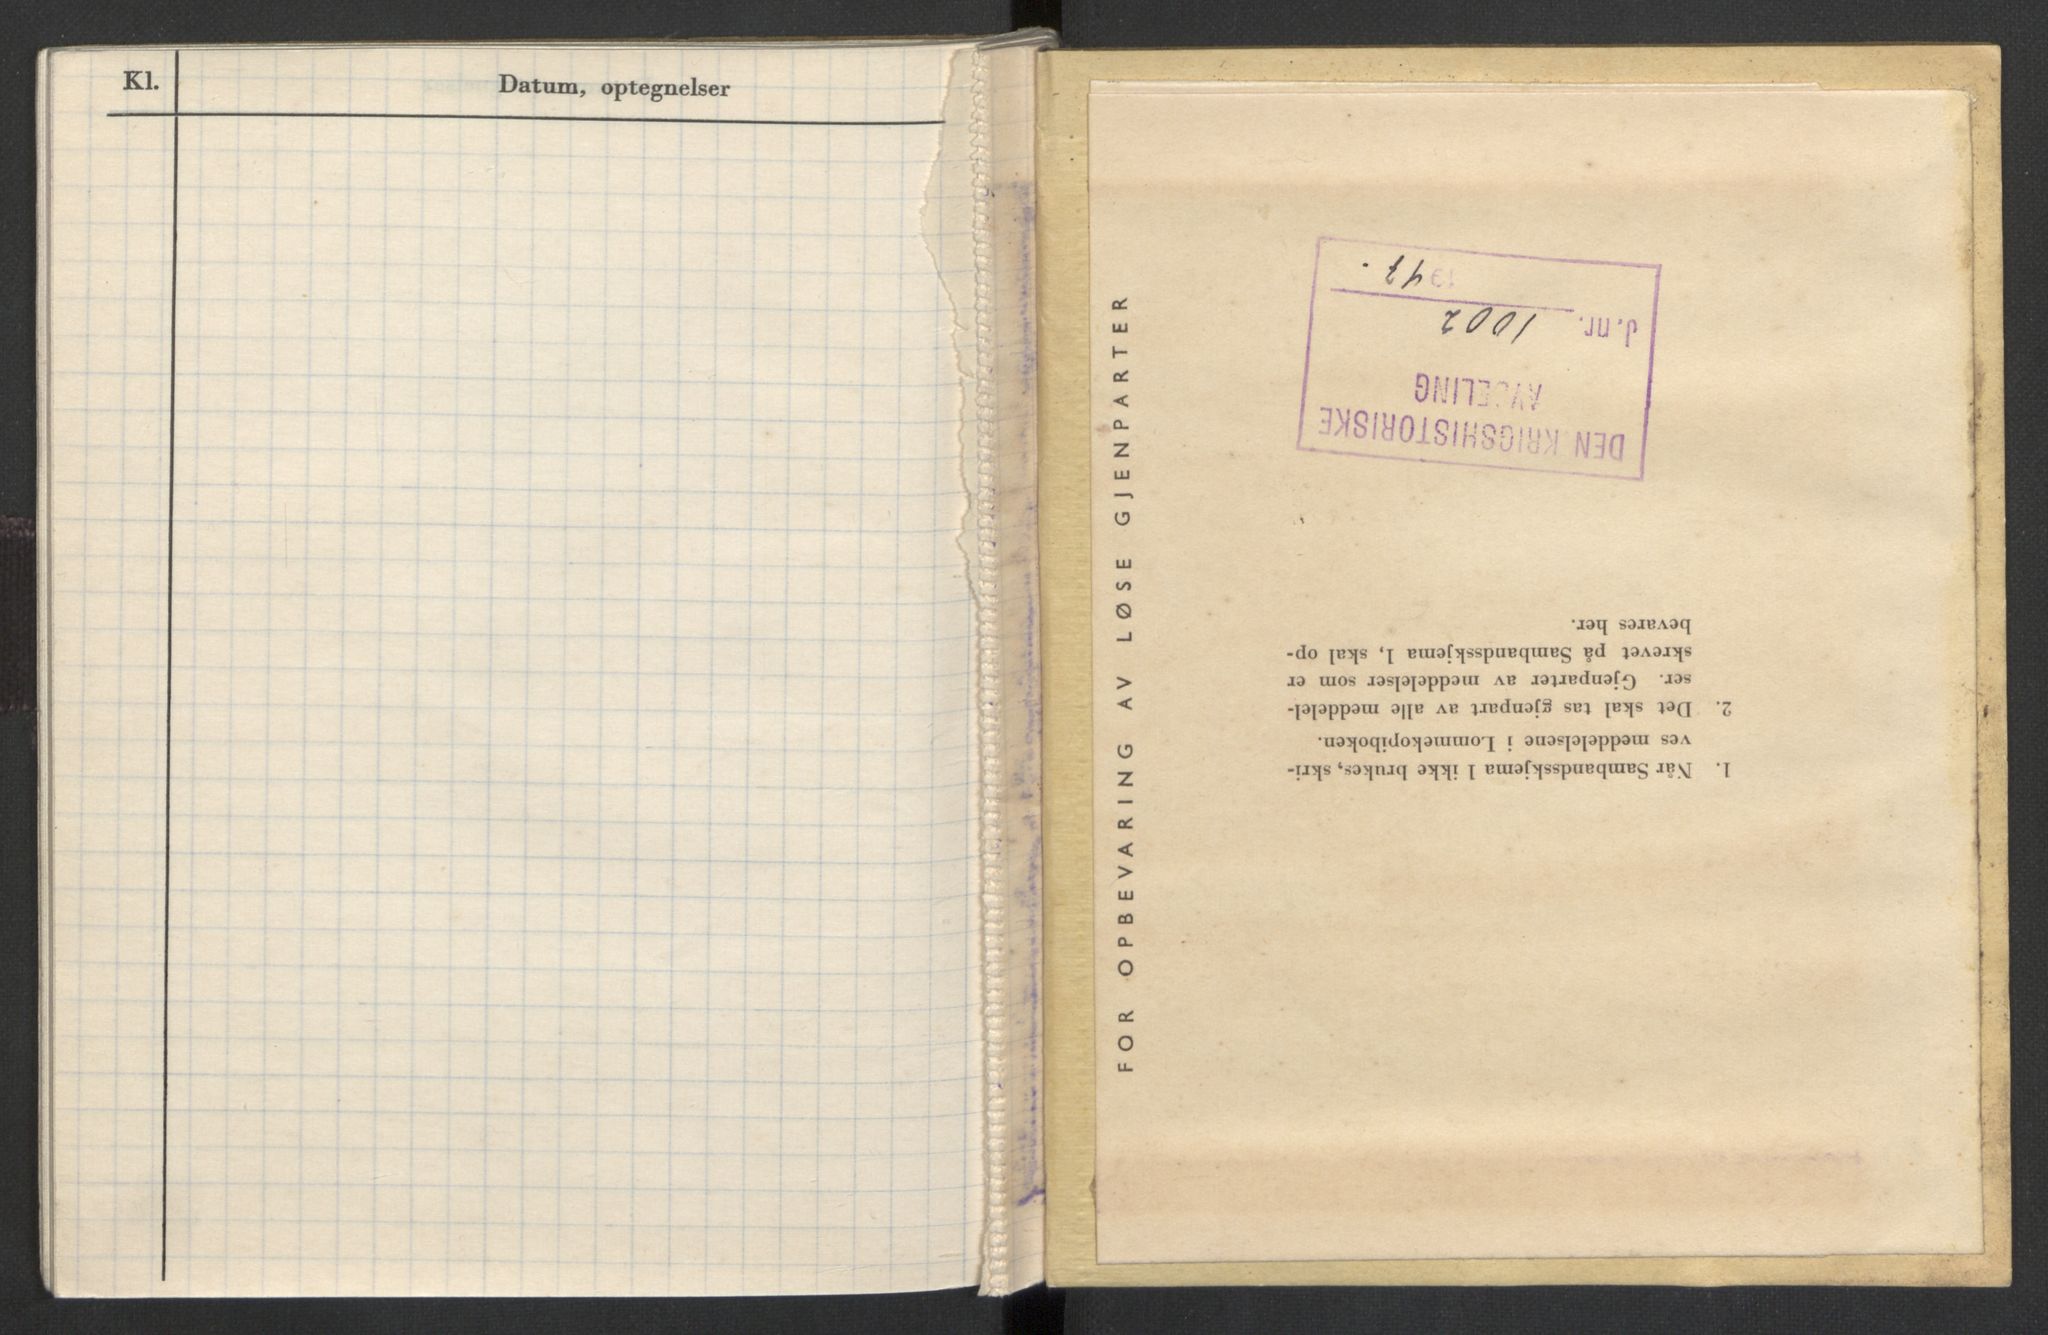 Kl.
Datum, optegnelser
FOR OPBEVARING AV LØSE GJENPARTER
1. Når Sambandsskjema 1 ikke brukes, skri-
ves meddelelsene i Lommekopiboken.
2. Det skal tas gjenpart av alle meddelel-
ser. Gjenparter av meddelelser som er
skrevet på Sambandsskjema 1, skal op-
bevares her.
DEN KRIGSHISTORISKE
AVDELING
J.nr. 1002
1947.